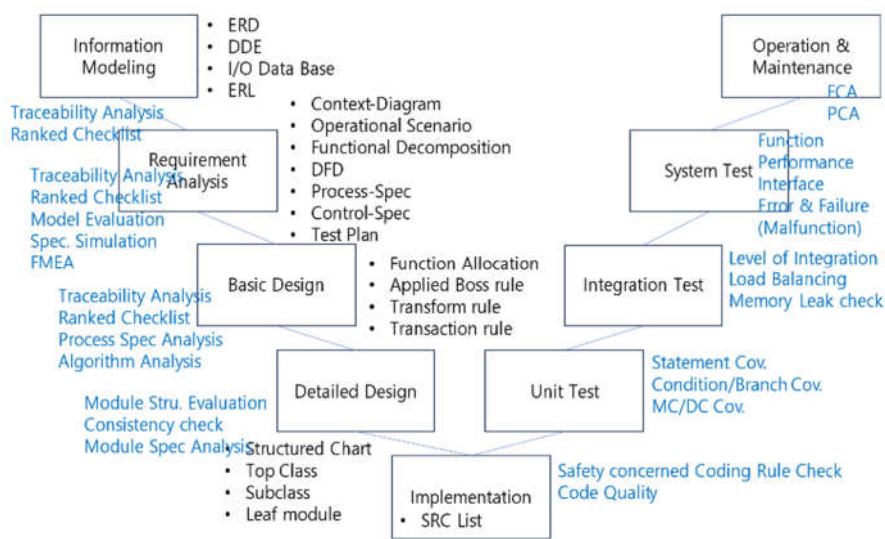 Information
Modeling
• ERD
• DDE
• I/O Data Base
• ERL
Operation &
Maintenance
FCA
PCA
Traceability Analysis
Ranked Checklist
Requirement
Analysis
• Context-Diagram
• Operational Scenario
• Functional Decomposition
• DFD
• Process-Spec
• Control-Spec
• Test Plan
System Test
Function
Performance
Interface
Error & Failure
(Malfunction)
Traceability Analysis
Ranked Checklist
Model Evaluation
Spec. Simulation
FMEA
Basic Design
• Function Allocation
• Applied Boss rule
• Transform rule
• Transaction rule
Integration Test
Level of Integration
Load Balancing
Memory Leak check
Traceability Analysis
Ranked Checklist
Process Spec Analysis
Algorithm Analysis
Detailed Design
Unit Test
Statement Cov.
Condition/Branch Cov.
MC/DC Cov.
Module Stru. Evaluation
Consistency check
Module Spec Analysis
• Structured Chart
• Top Class
• Subclass
• Leaf module
Implementation
• SRC List
Safety concerned Coding Rule Check
Code Quality